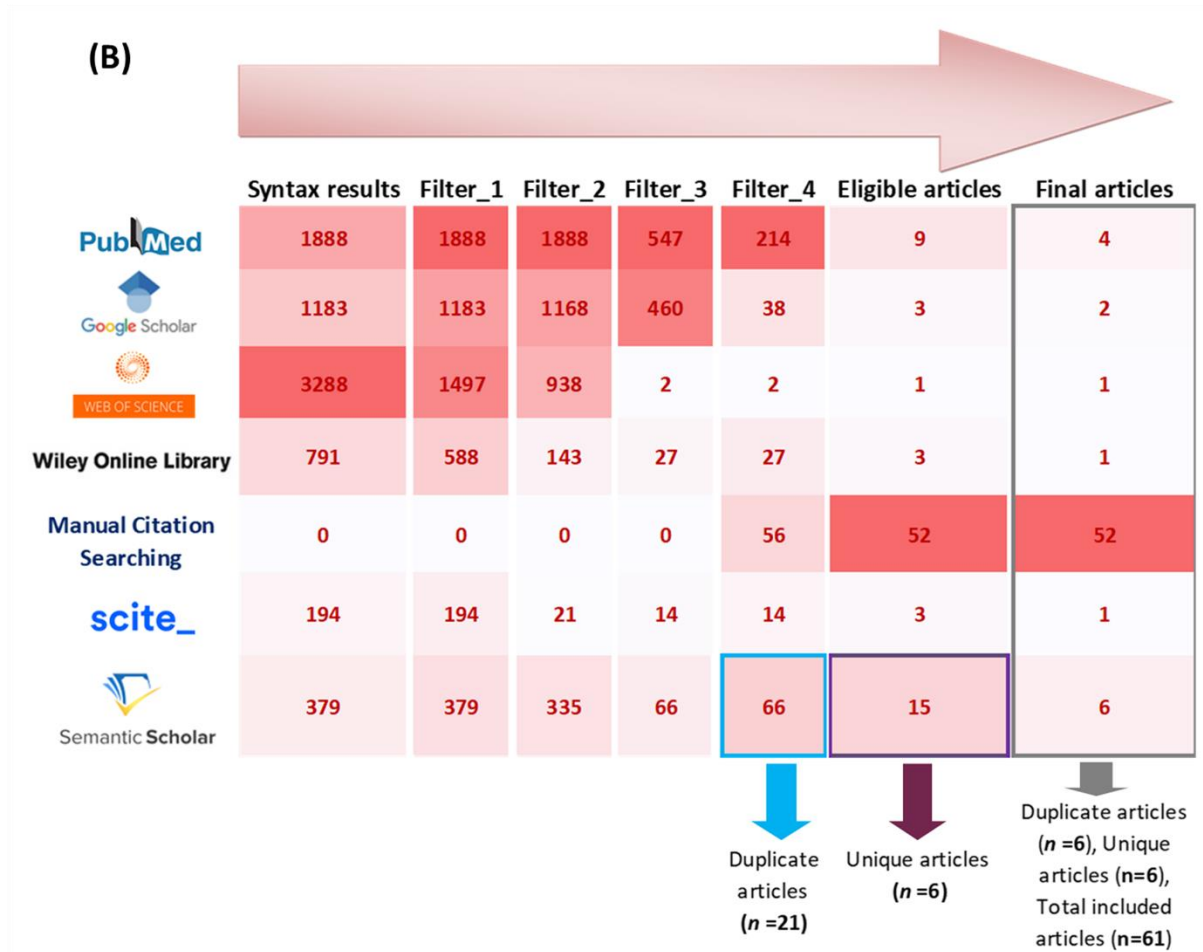 (B)
Syntax results Filter_1 Filter_2 Filter_3 Filter_4 Eligible articles Final articles
PubMed 1888 1888 1888 547 214 9 4
Google Scholar 1183 1183 1168 460 38 3 2
WEB OF SCIENCE 3288 1497 938 2 2 1 1
Wiley Online Library 791 588 143 27 27 3 1
Manual Citation
Searching 0 0 0 0 56 52 52
scite_ 194 194 21 14 14 3 1
Semantic Scholar 379 379 335 66 66 15 6
Duplicate
articles
(n =21)
Unique articles
(n =6)
Duplicate articles
(n =6), Unique
articles (n=6),
Total included
articles (n=61)